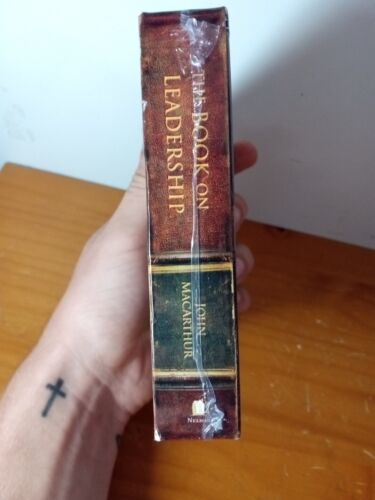 THE BOOK ON
LEADERSHIP
JOHN
MACARTHUR